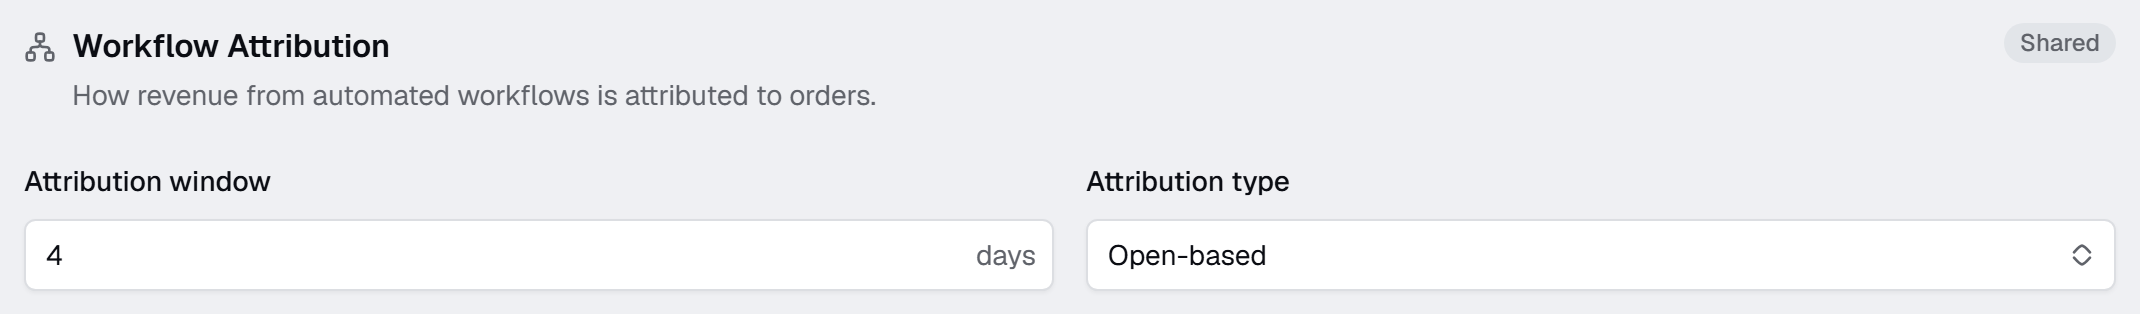 Workflow Attribution
Shared
How revenue from automated workflows is attributed to orders.
Attribution window
Attribution type
4 days
Open-based